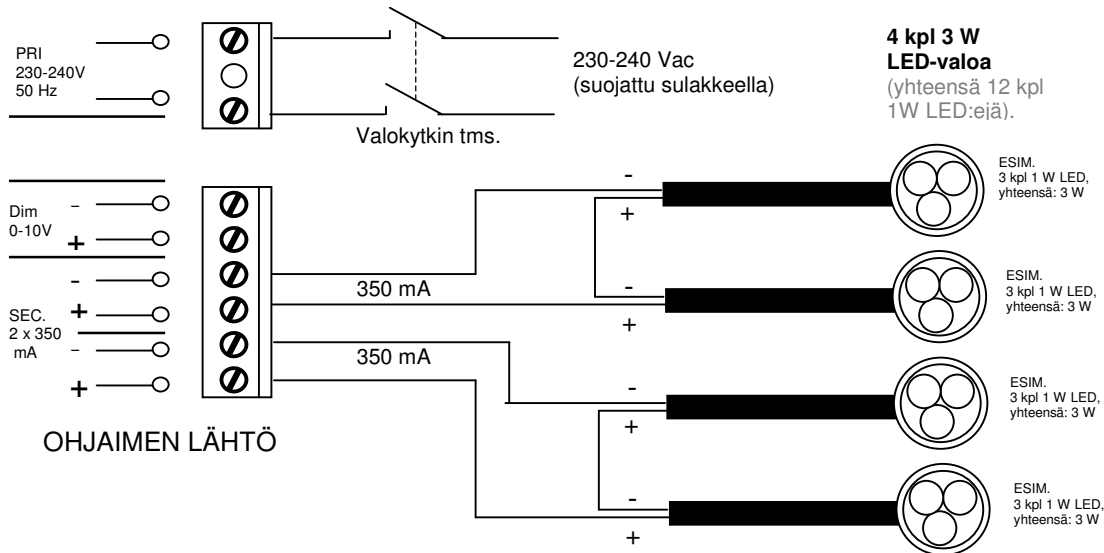 PRI
230-240V
50 Hz
230-240 Vac
(suojattu sulakkeella)
Valokytkin tms.
4 kpl 3 W
LED-valoa
(yhteensä 12 kpl
1W LED:ejä).
Dim
0-10V
-
+
SEC.
2 x 350
mA
-
+
-
+
OHJAIMEN LÄHTÖ
350 mA
350 mA
-
+
-
+
-
+
-
+
ESIM.
3 kpl 1 W LED,
yhteensä: 3 W
ESIM.
3 kpl 1 W LED,
yhteensä: 3 W
ESIM.
3 kpl 1 W LED,
yhteensä: 3 W
ESIM.
3 kpl 1 W LED,
yhteensä: 3 W